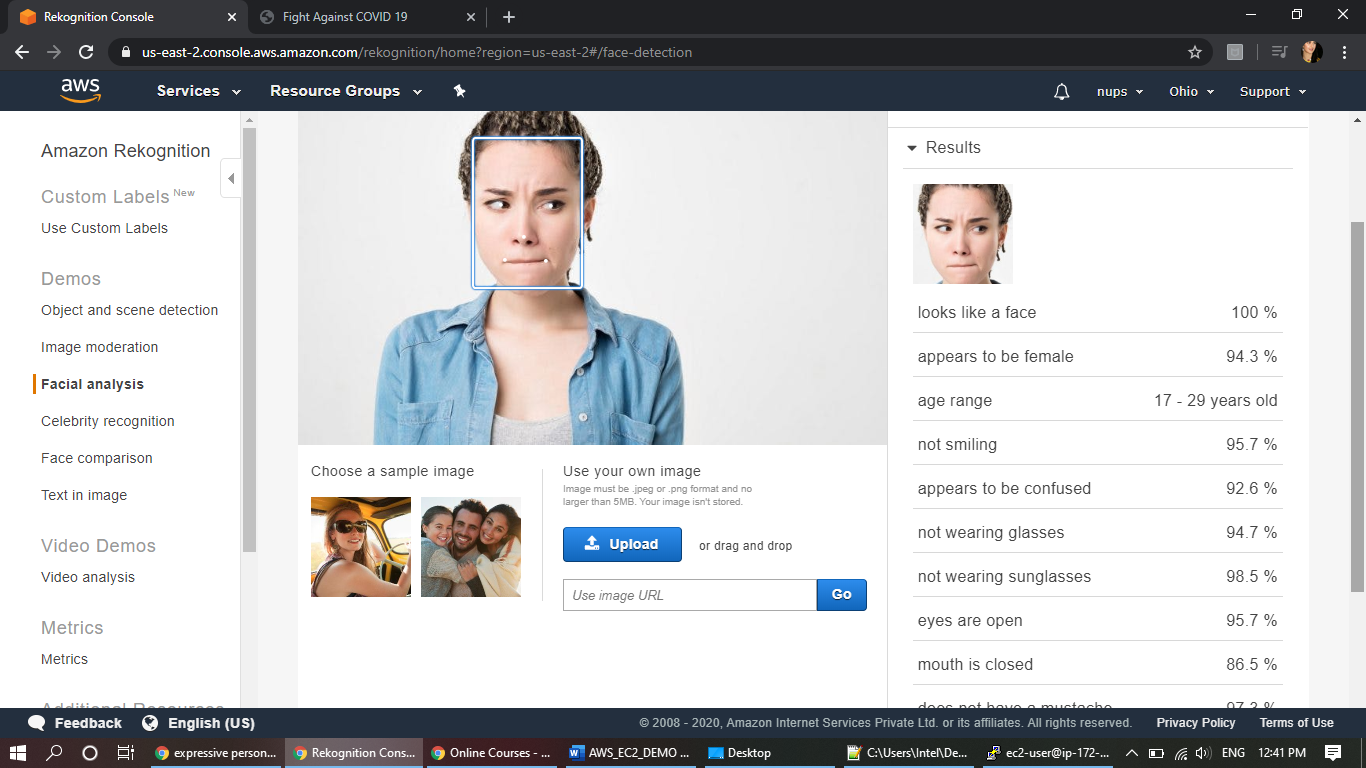 Rekognition Console
Fight Against COVID 19
us-east-2.console.aws.amazon.com/rekognition/home?region=us-east-2#/face-detection
aws
Services
Resource Groups
nups
Ohio
Support
Amazon Rekognition
Custom Labels New
Use Custom Labels
Demos
Object and scene detection
Image moderation
Facial analysis
Celebrity recognition
Face comparison
Text in image
Video Demos
Video analysis
Metrics
Metrics
Additional Resources
Choose a sample image
Use your own image
Image must be .jpeg or .png format and no
larger than 5MB. Your image isn't stored.
Upload
or drag and drop
Use image URL
Go
Results
looks like a face 100 %
appears to be female 94.3 %
age range 17 - 29 years old
not smiling 95.7 %
appears to be confused 92.6 %
not wearing glasses 94.7 %
not wearing sunglasses 98.5 %
eyes are open 95.7 %
mouth is closed 86.5 %
does not have a mustache 97.3 %
Feedback
English (US)
© 2008 - 2020, Amazon Internet Services Private Ltd. or its affiliates. All rights reserved.
Privacy Policy
Terms of Use
expressive person...
Rekognition Cons...
Online Courses - ...
AWS_EC2_DEMO ...
Desktop
C:\Users\Intel\De...
ec2-user@ip-172-...
ENG
12:41 PM